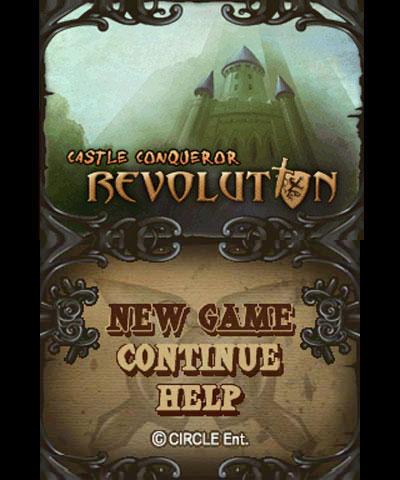 CASTLE CONQUEROR
REVOLUTION
NEW GAME
CONTINUE
HELP
© CIRCLE Ent.